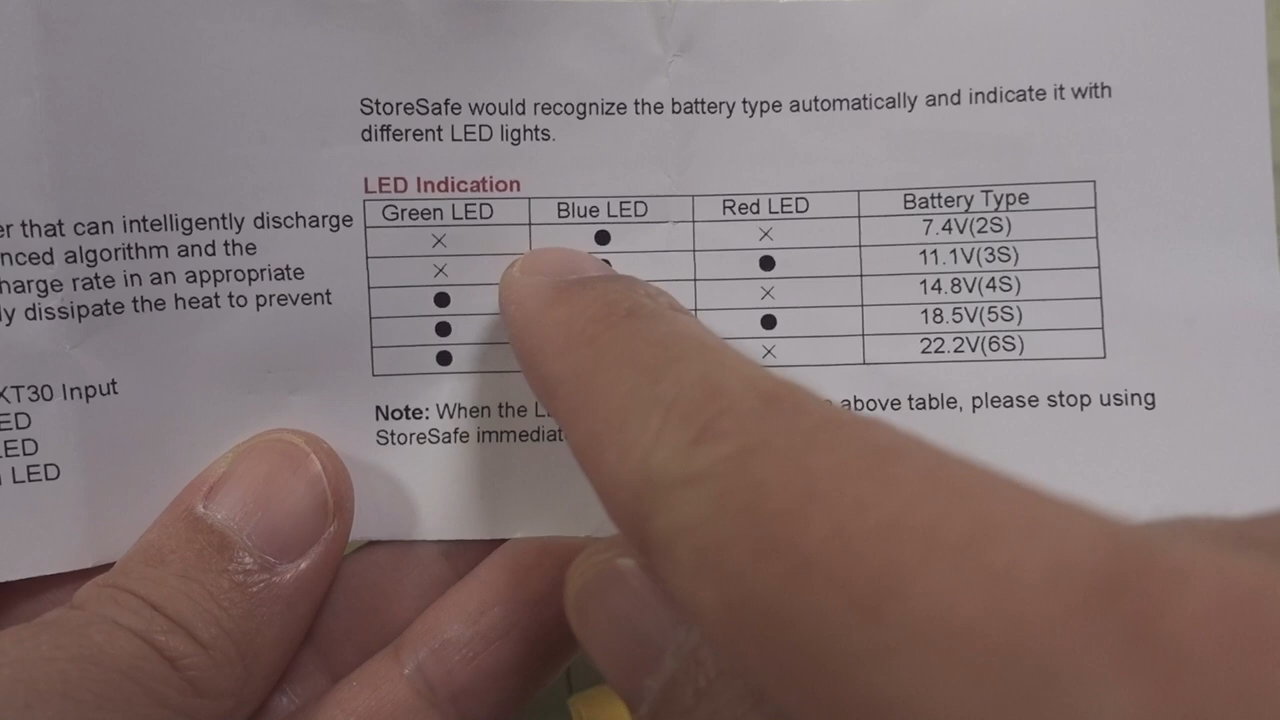 StoreSafe would recognize the battery type automatically and indicate it with
different LED lights.
LED Indication
Green LED Blue LED Red LED Battery Type
× ● × 7.4V(2S)
× ● 11.1V(3S)
● × 14.8V(4S)
● ● 18.5V(5S)
● × 22.2V(6S)
Note: When the above table, please stop using
StoreSafe
er that can intelligently discharge
nced algorithm and the
harge rate in an appropriate
ly dissipate the heat to prevent
XT30 Input
ED
LED
LED